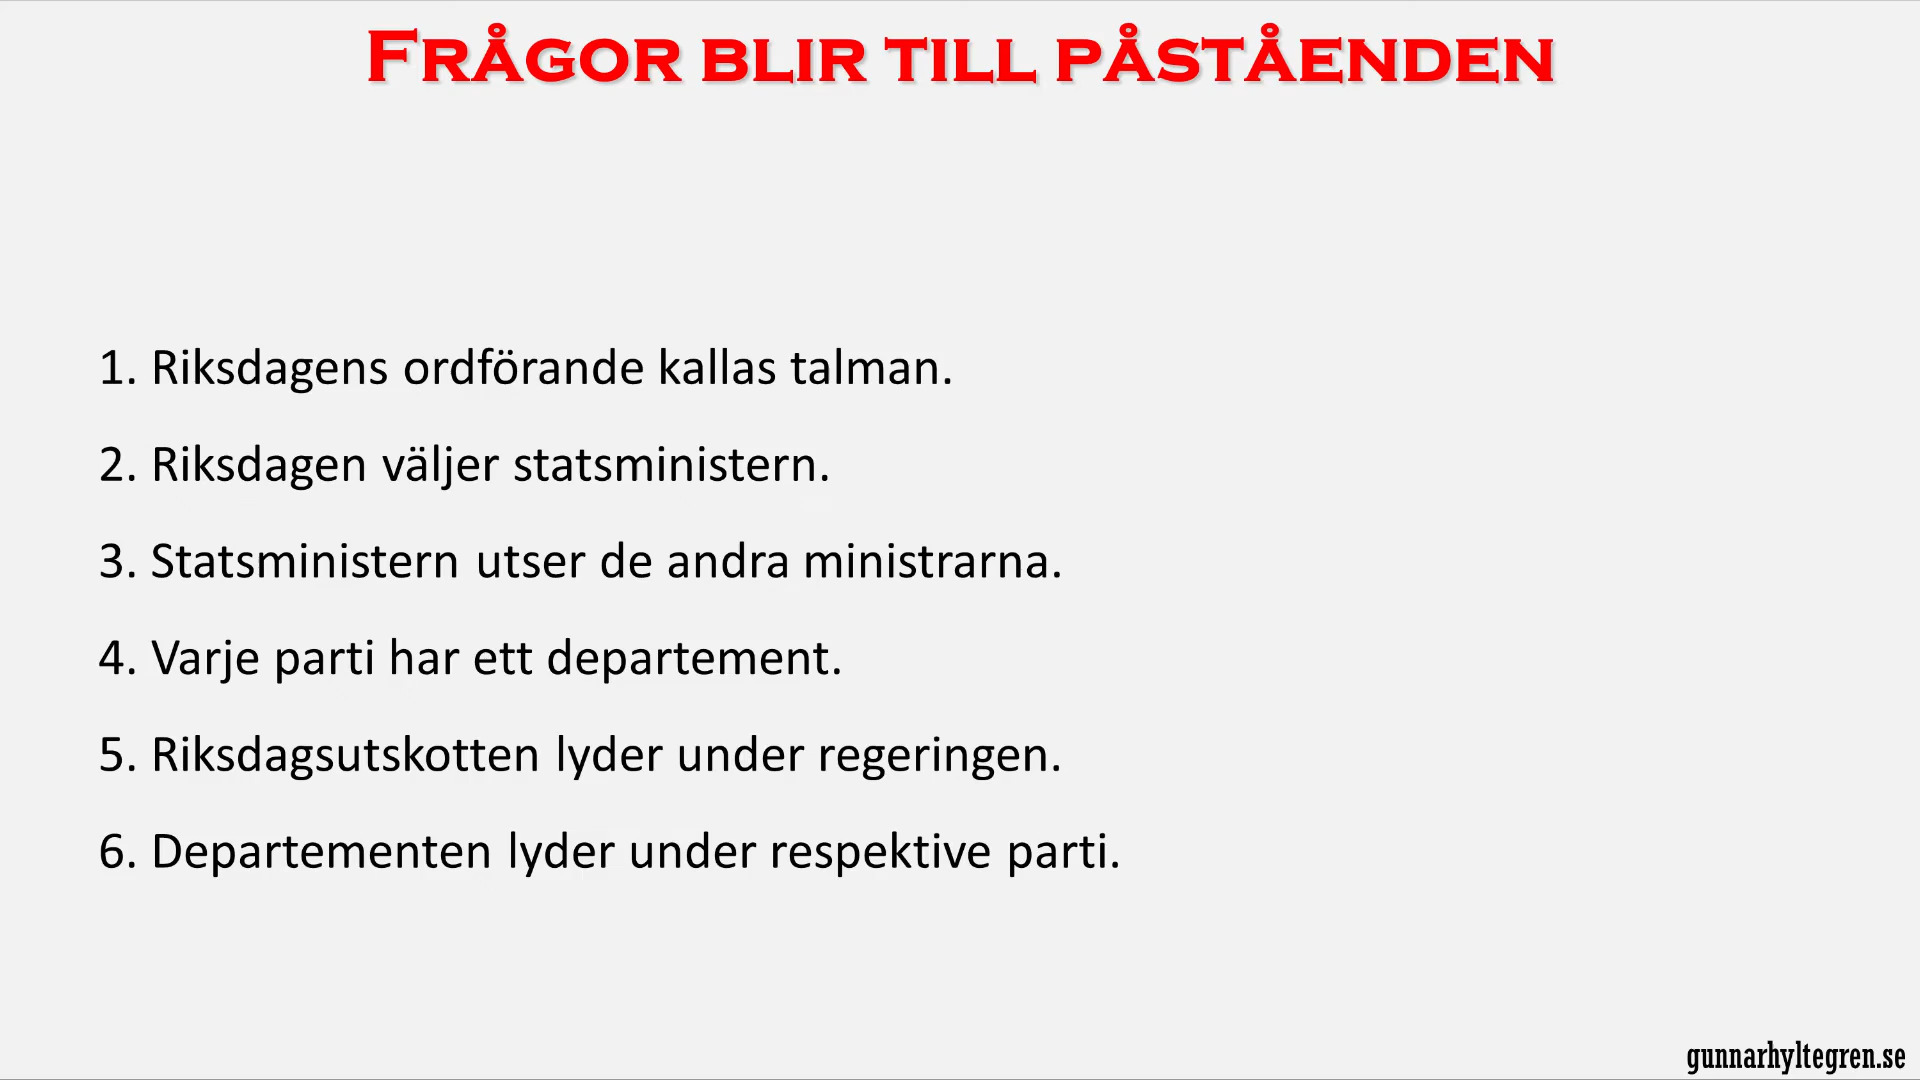 Frågor blir till påståenden
1. Riksdagens ordförande kallas talman.
2. Riksdagen väljer statsministern.
3. Statsministern utser de andra ministrarna.
4. Varje parti har ett departement.
5. Riksdagsutskotten lyder under regeringen.
6. Departementen lyder under respektive parti.
gunnarhyltegren.se